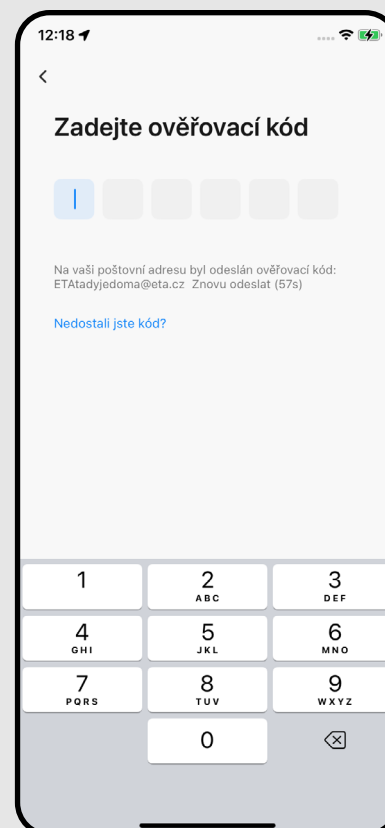 12:18
Zadejte ověřovací kód
Na vaši poštovní adresu byl odeslán ověřovací kód:
ETAtadyjedoma@eta.cz Znovu odeslat (57s)
Nedostali jste kód?
1 2 3
ABC DEF
4 5 6
GHI JKL MNO
7 8 9
PQRS TUV WXYZ
0